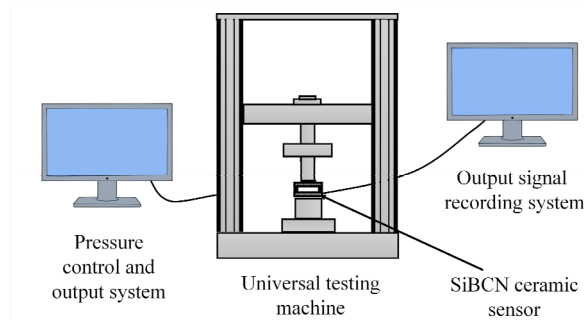 Pressure
control and
output system
Universal testing
machine
Output signal
recording system
SiBCN ceramic
sensor